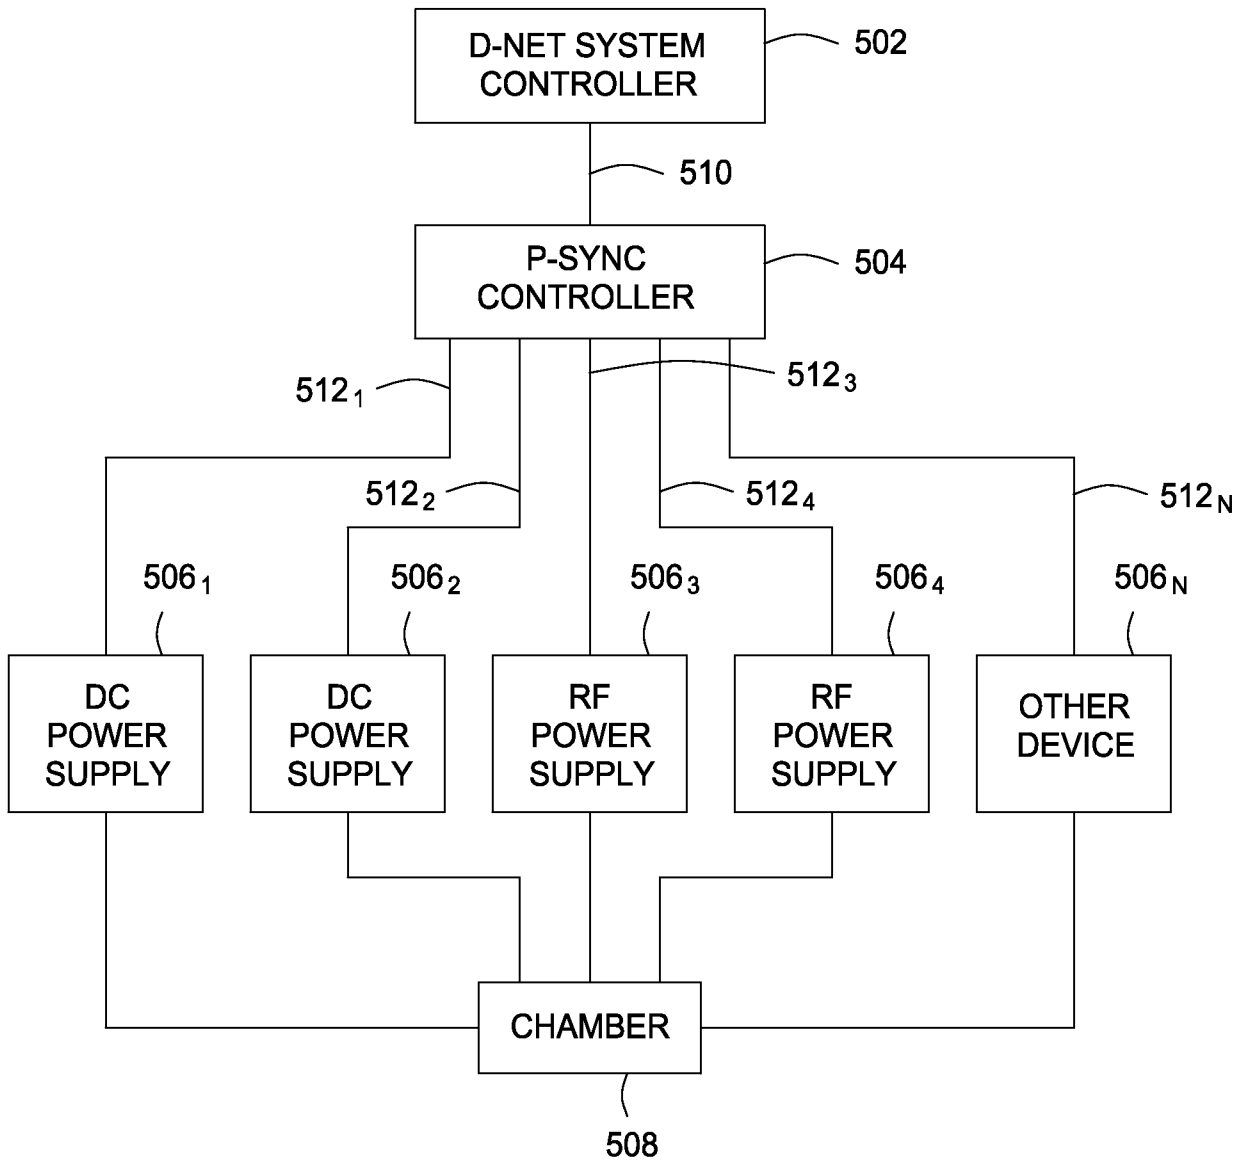 D-NET SYSTEM
CONTROLLER
502
510
P-SYNC
CONTROLLER
504
512₁
512₃
512₂
512₄
512N
506₁
506₂
506₃
506₄
506N
DC
POWER
SUPPLY
DC
POWER
SUPPLY
RF
POWER
SUPPLY
RF
POWER
SUPPLY
OTHER
DEVICE
CHAMBER
508